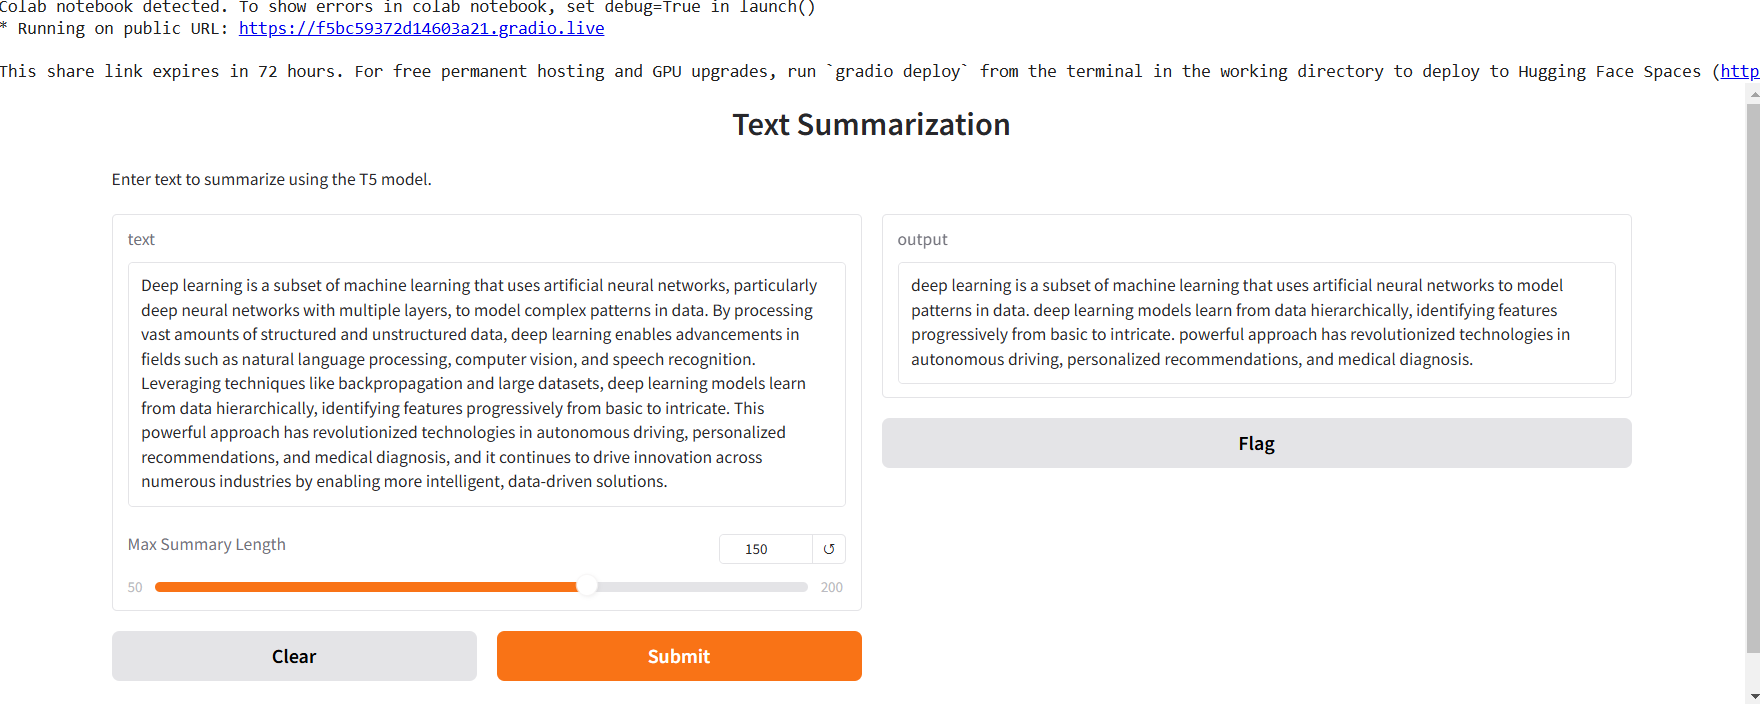 Colab notebook detected. To show errors in colab notebook, set debug=True in launch()
* Running on public URL: https://f5bc59372d14603a21.gradio.live
This share link expires in 72 hours. For free permanent hosting and GPU upgrades, run `gradio deploy` from the terminal in the working directory to deploy to Hugging Face Spaces (http
Text Summarization
Enter text to summarize using the T5 model.
text
Deep learning is a subset of machine learning that uses artificial neural networks, particularly
deep neural networks with multiple layers, to model complex patterns in data. By processing
vast amounts of structured and unstructured data, deep learning enables advancements in
fields such as natural language processing, computer vision, and speech recognition.
Leveraging techniques like backpropagation and large datasets, deep learning models learn
from data hierarchically, identifying features progressively from basic to intricate. This
powerful approach has revolutionized technologies in autonomous driving, personalized
recommendations, and medical diagnosis, and it continues to drive innovation across
numerous industries by enabling more intelligent, data-driven solutions.
Max Summary Length
150
↺
50
200
Clear
Submit
output
deep learning is a subset of machine learning that uses artificial neural networks to model
patterns in data. deep learning models learn from data hierarchically, identifying features
progressively from basic to intricate. powerful approach has revolutionized technologies in
autonomous driving, personalized recommendations, and medical diagnosis.
Flag